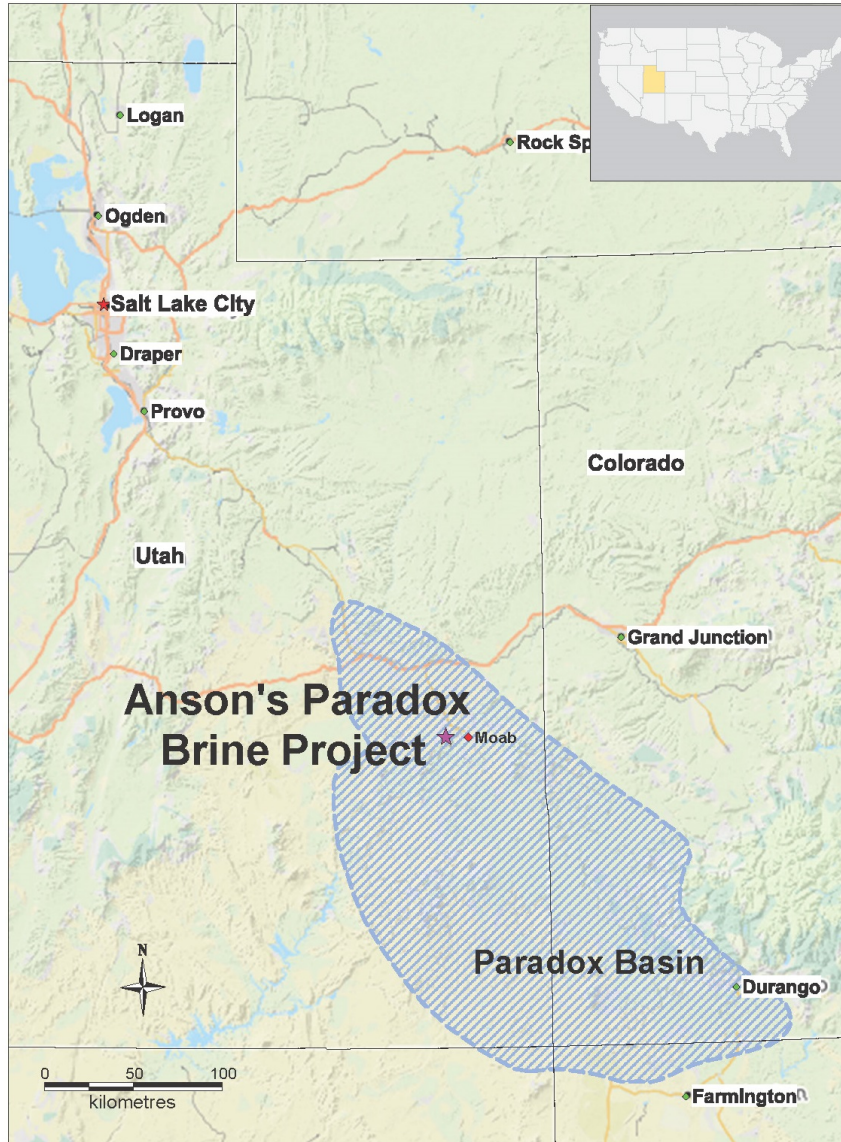 Logan
Rock Sp
Ogden
Salt Lake City
Draper
Provo
Colorado
Utah
Grand Junction
Anson's Paradox
Brine Project
Moab
Paradox Basin
N
Durango
0 50 100
kilometres
Farmington